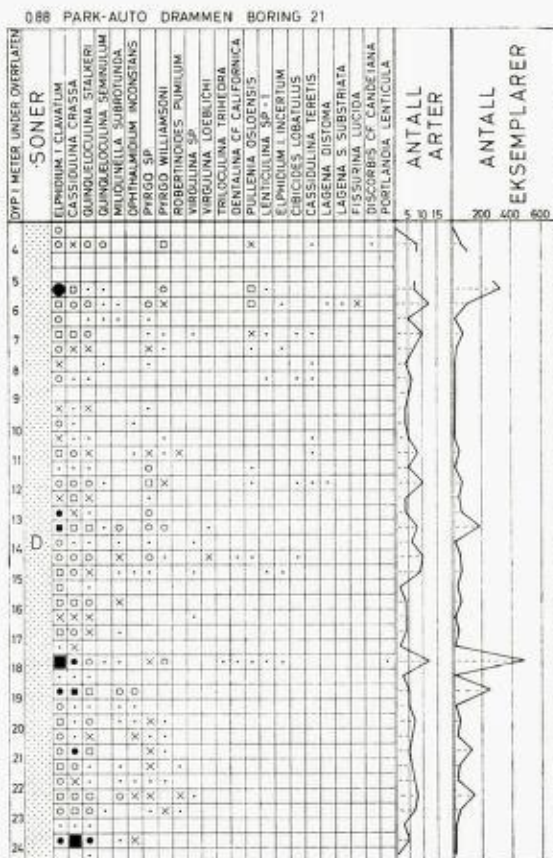 088 PARK-AUTO DRAMMEN BORING 21
DYP I METER UNDER OVERFLATEN
SONER
ELPHIDIUM CLAVATUM
CASSIDULINA CRASSA
QUINQUELOCULINA STALKERI
QUINQUELOCULINA SEMINULUM
MILIOLINELLA SUBROTUNDA
OPHTHALMIDIUM INCONSTANS
PYRGO SP
PYRGO WILLIAMSONI
ROBERTINOIDES PUMILUM
VIRGULINA SP
VIRGULINA LOEBLICHI
TRILOCULINA TRIHEDRA
DENTALINA CF CALIFORNICA
PULLENIA OSLOENSIS
LENTICULINA SP
ELPHIDIUM I. INCERTUM
CIBICIDES LOBATULUS
CASSIDULINA TERETIS
LAGENA DISTOMA
LAGENA S. SUBSTRIATA
FISSURINA LUCIDA
DISCORBIS CF CANDEIANA
PORTLANDIA LENTICULA
ANTALL
ARTER
5 10 15
ANTALL
EKSEMPLARER
200 400 600
4
5
6
7
8
9
10
11
12
13
D
14
15
16
17
18
19
20
21
22
23
24